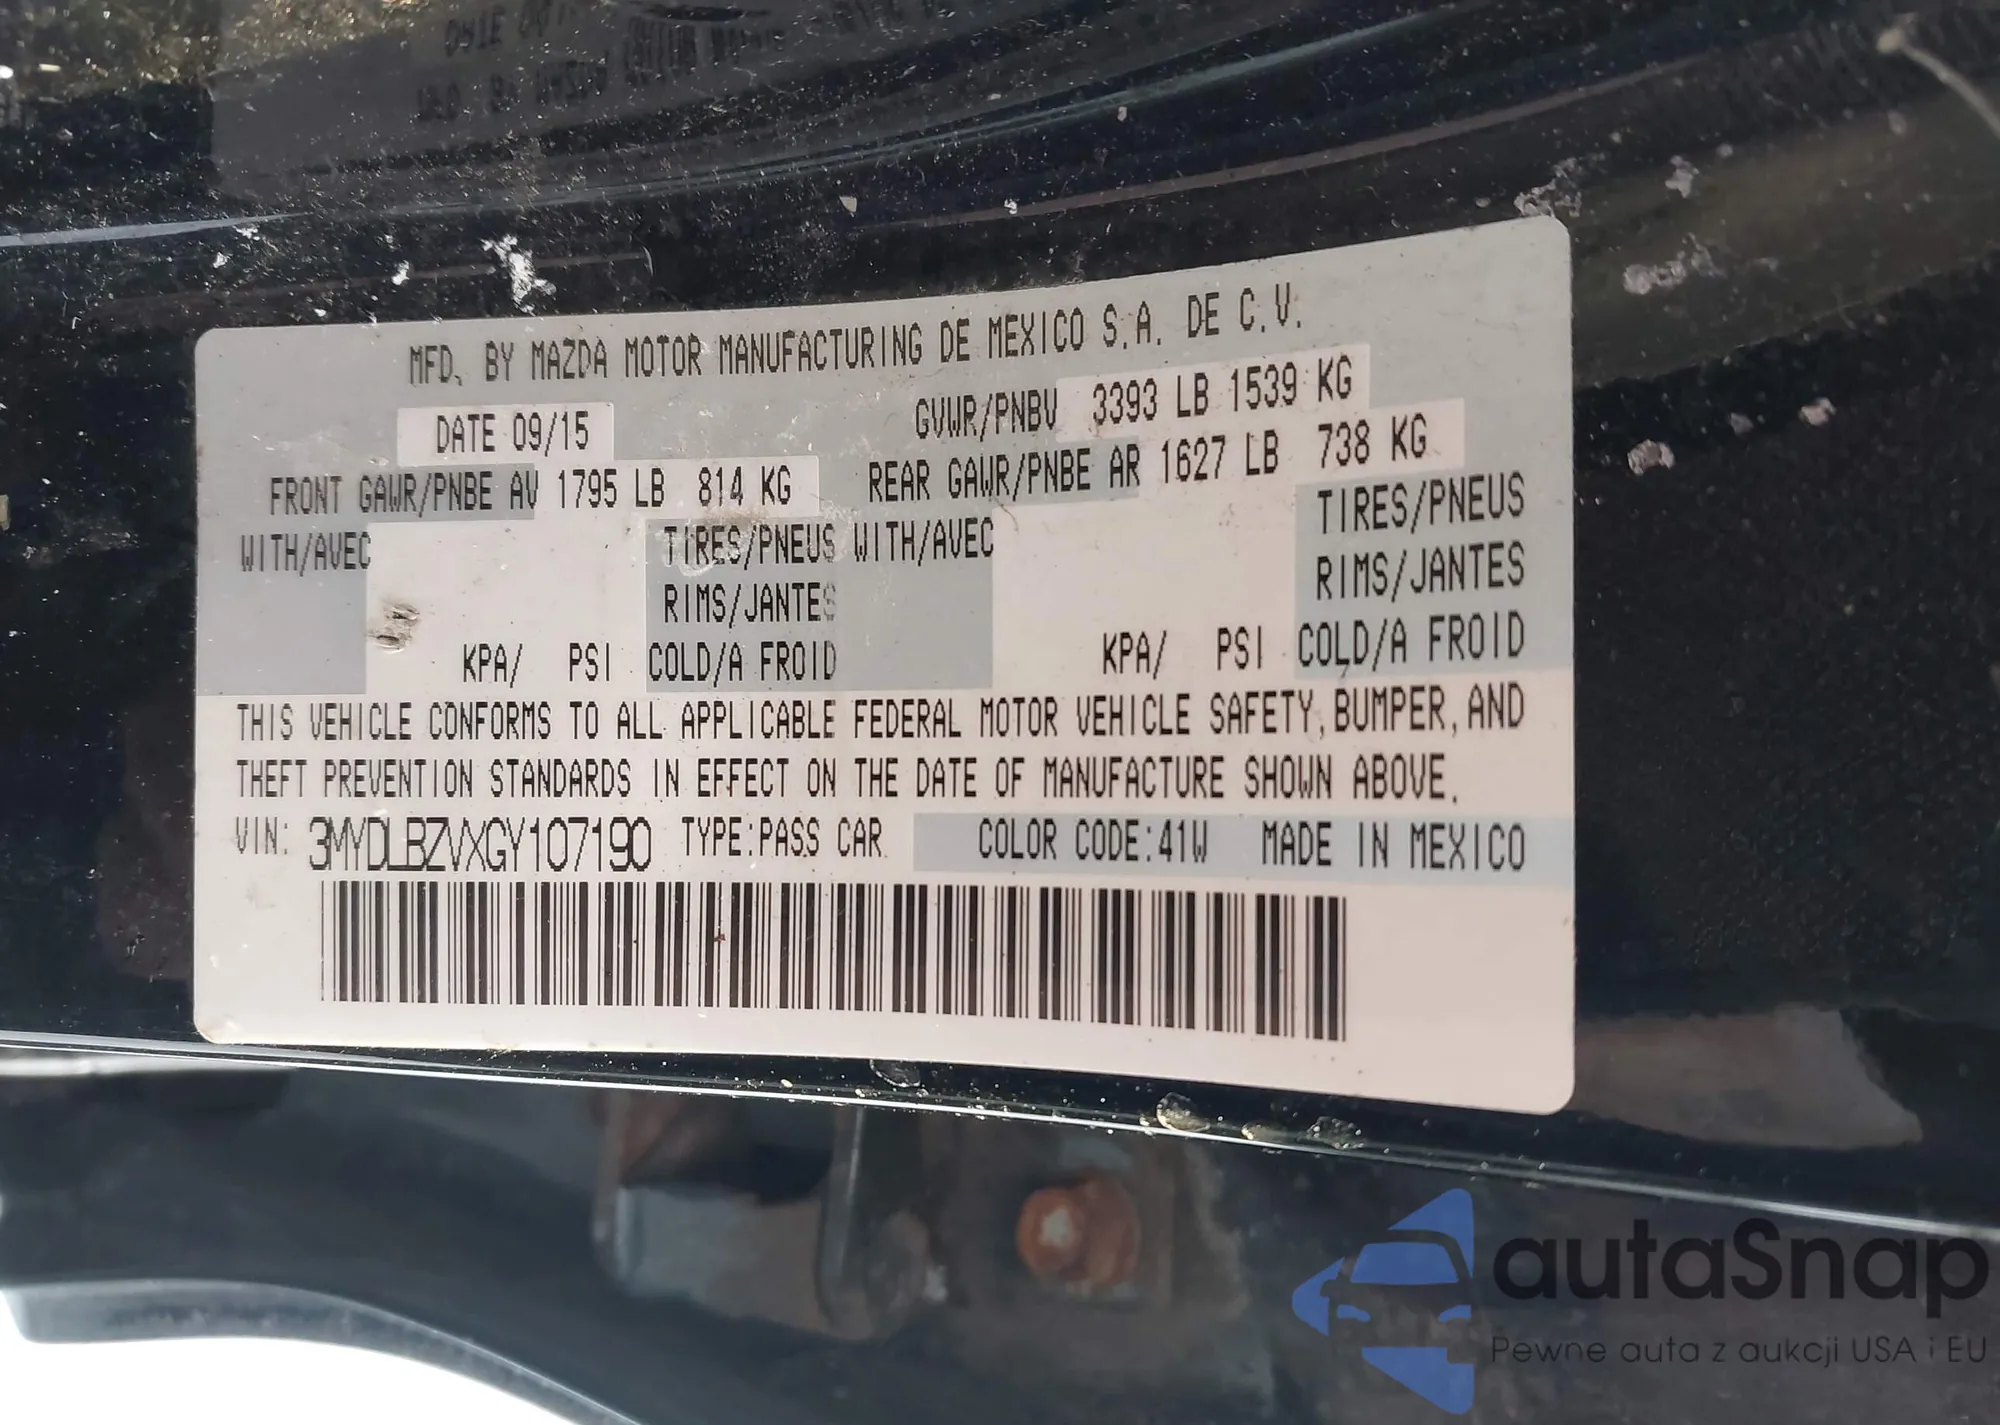 MFD. BY MAZDA MOTOR MANUFACTURING DE MEXICO S.A. DE C.V.
DATE 09/15 GVWR/PNBV 3393 LB 1539 KG
FRONT GAWR/PNBE AV 1795 LB 814 KG REAR GAWR/PNBE AR 1627 LB 738 KG
WITH/AVEC TIRES/PNEUS WITH/AVEC TIRES/PNEUS
RIMS/JANTES RIMS/JANTES
KPA/ PSI COLD/A FROID KPA/ PSI COLD/A FROID
THIS VEHICLE CONFORMS TO ALL APPLICABLE FEDERAL MOTOR VEHICLE SAFETY, BUMPER, AND
THEFT PREVENTION STANDARDS IN EFFECT ON THE DATE OF MANUFACTURE SHOWN ABOVE.
VIN: 3MYDLBZVXGY107190 TYPE:PASS CAR COLOR CODE:41W MADE IN MEXICO
autaSnap
Pewne auta z aukcji USA i EU